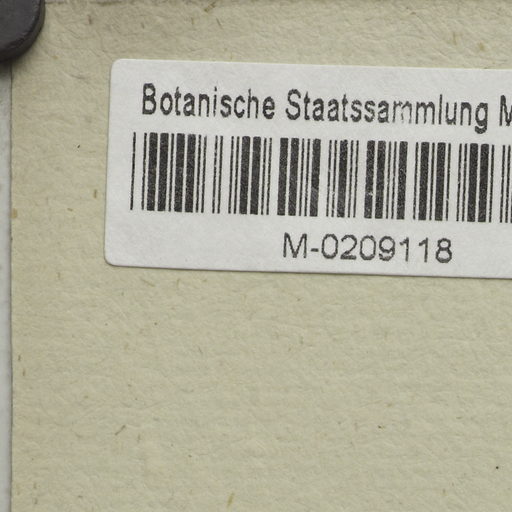 Botanische Staatssammlung M
M-0209118